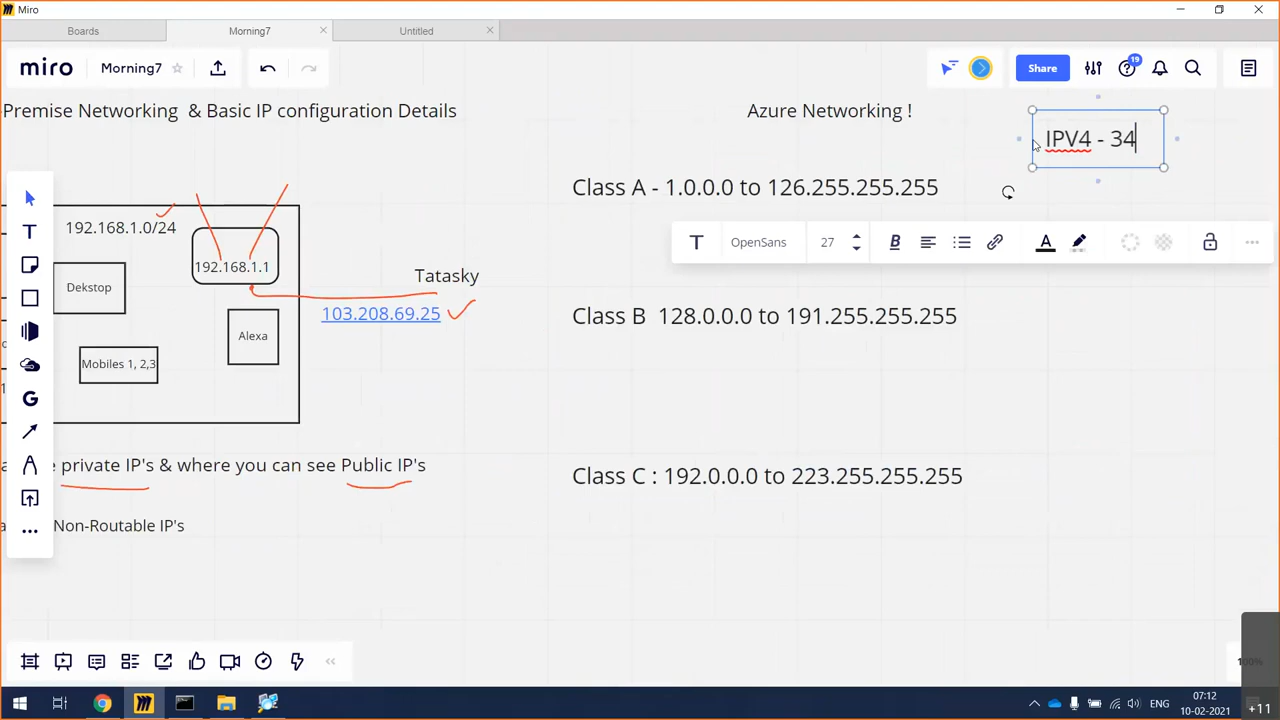 Miro
Boards
Morning7
Untitled
miro
Morning7
Share
19
Premise Networking & Basic IP configuration Details
Azure Networking !
IPV4 - 34
Class A - 1.0.0.0 to 126.255.255.255
192.168.1.0/24
OpenSans
27
192.168.1.1
Tatasky
Dekstop
103.208.69.25
Class B 128.0.0.0 to 191.255.255.255
Alexa
Mobiles 1, 2,3
private IP's & where you can see Public IP's
Class C : 192.0.0.0 to 223.255.255.255
Non-Routable IP's
100%
ENG
07:12
10-02-2021
+11